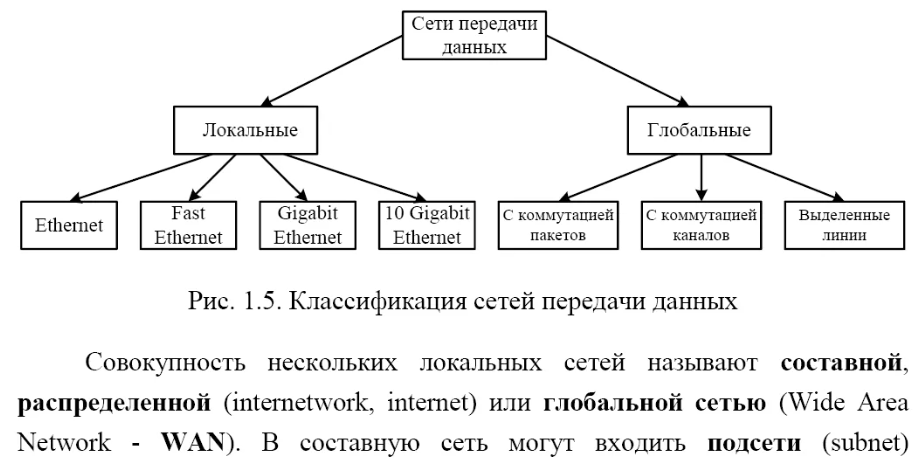 Сети передачи
данных
Локальные
Глобальные
Ethernet
Fast
Ethernet
Gigabit
Ethernet
10 Gigabit
Ethernet
С коммутацией
пакетов
С коммутацией
каналов
Выделенные
линии
Рис. 1.5. Классификация сетей передачи данных
Совокупность нескольких локальных сетей называют составной,
распределенной (internetwork, internet) или глобальной сетью (Wide Area
Network - WAN). В составную сеть могут входить подсети (subnet)